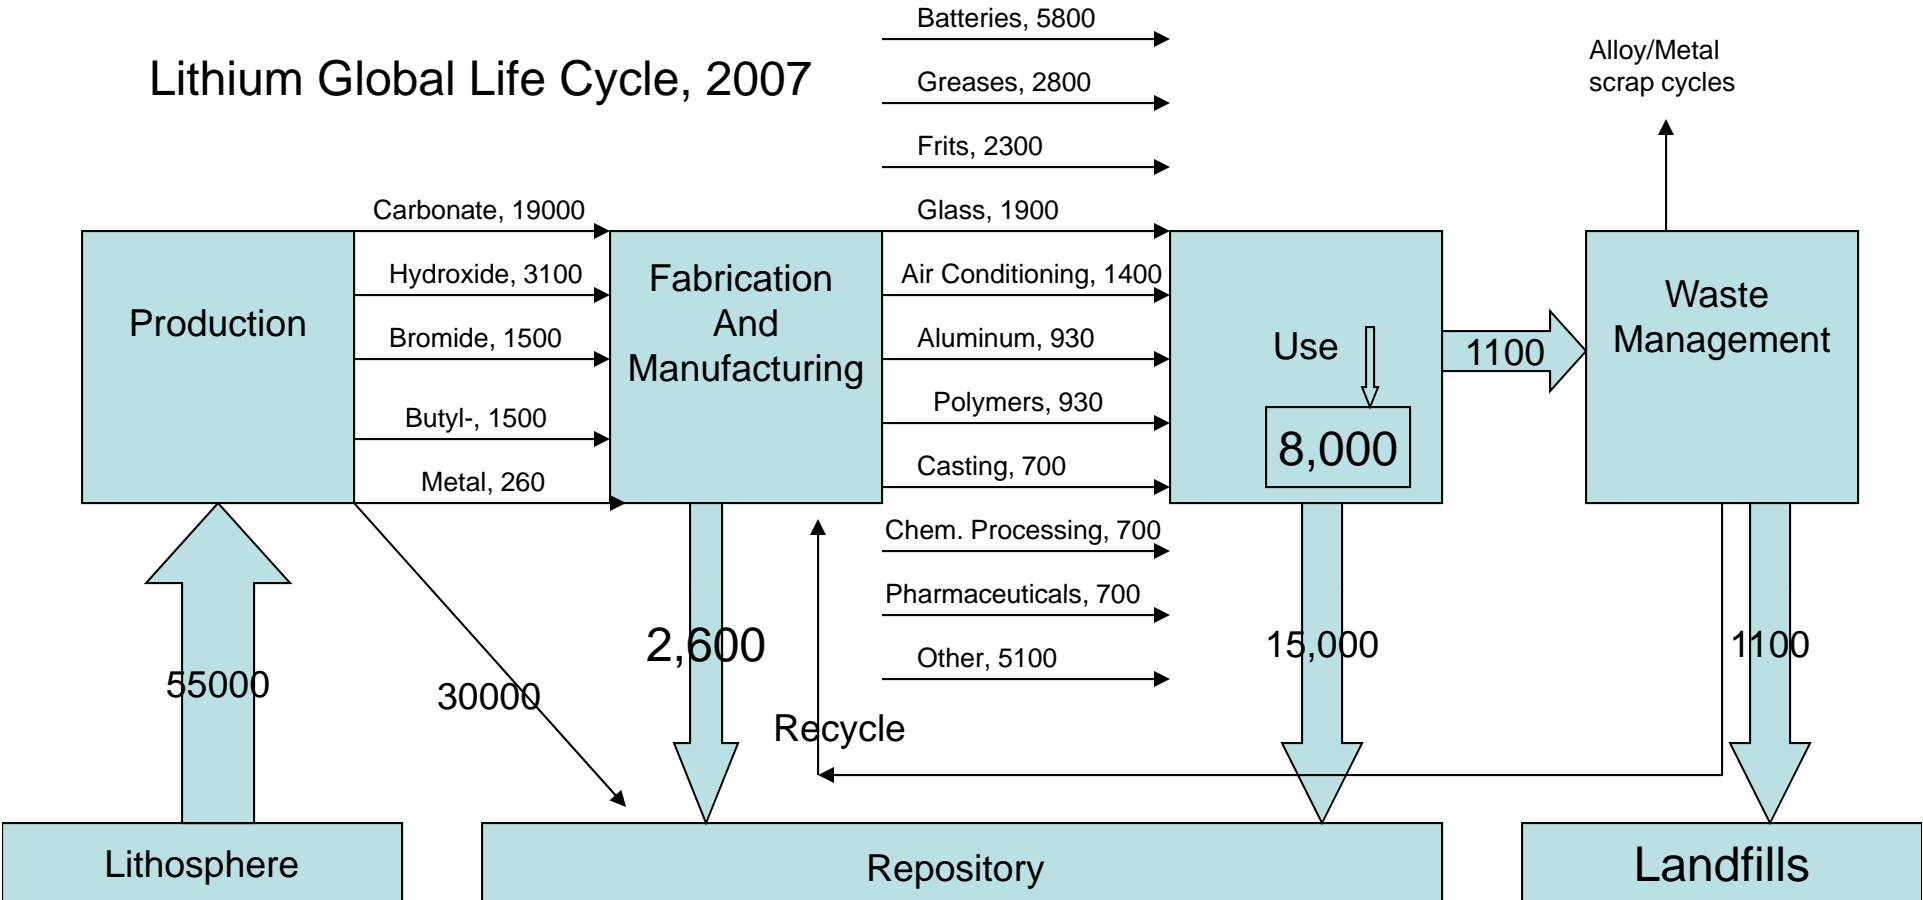 Lithium Global Life Cycle, 2007
Batteries, 5800
Greases, 2800
Frits, 2300
Glass, 1900
Air Conditioning, 1400
Aluminum, 930
Polymers, 930
Casting, 700
Chem. Processing, 700
Pharmaceuticals, 700
Other, 5100
Alloy/Metal
scrap cycles
Carbonate, 19000
Hydroxide, 3100
Bromide, 1500
Butyl-, 1500
Metal, 260
Production
Fabrication
And
Manufacturing
Use
8,000
1100
Waste
Management
55000
30000
2,600
Recycle
15,000
1100
Lithosphere
Repository
Landfills